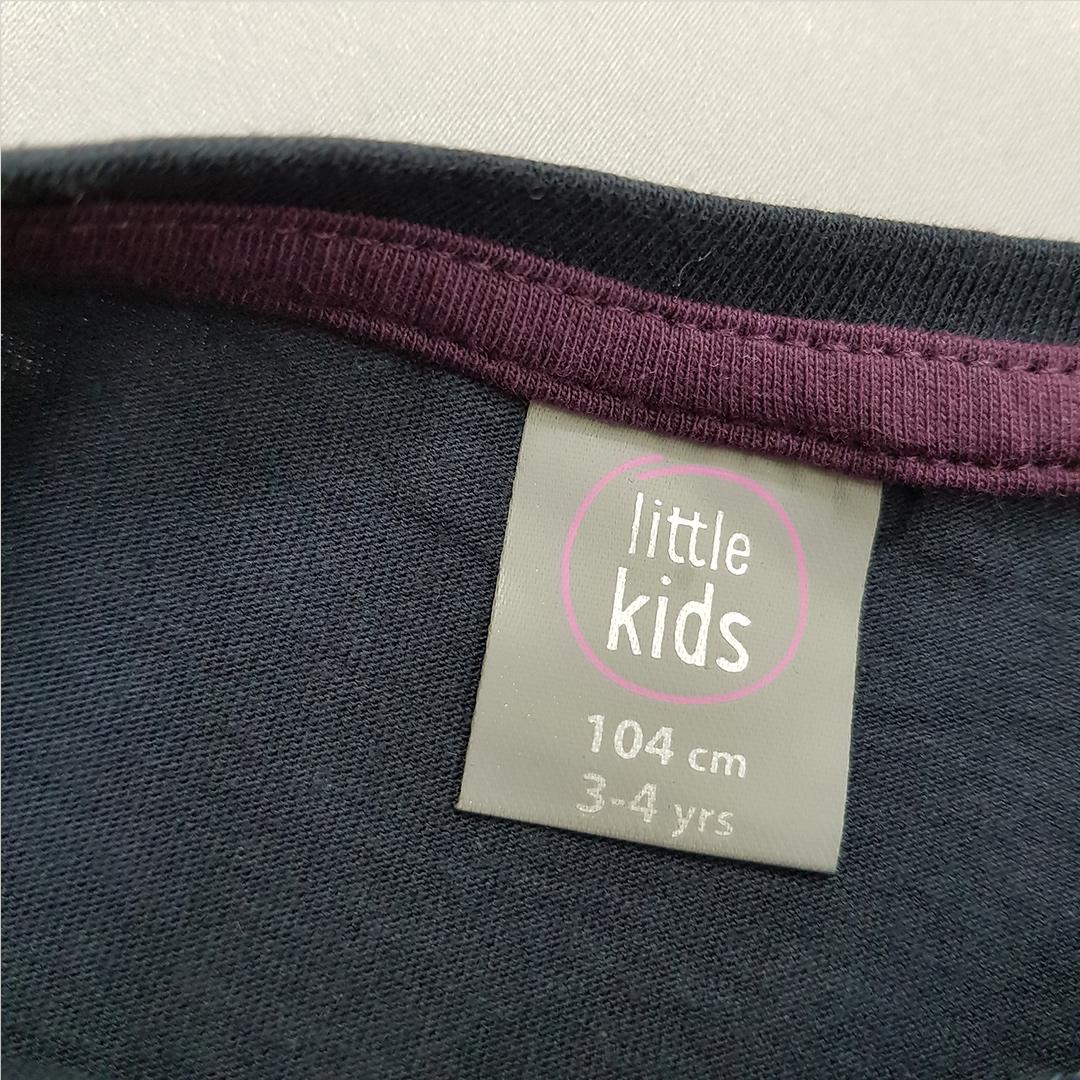 little
kids
104 cm
3-4 yrs